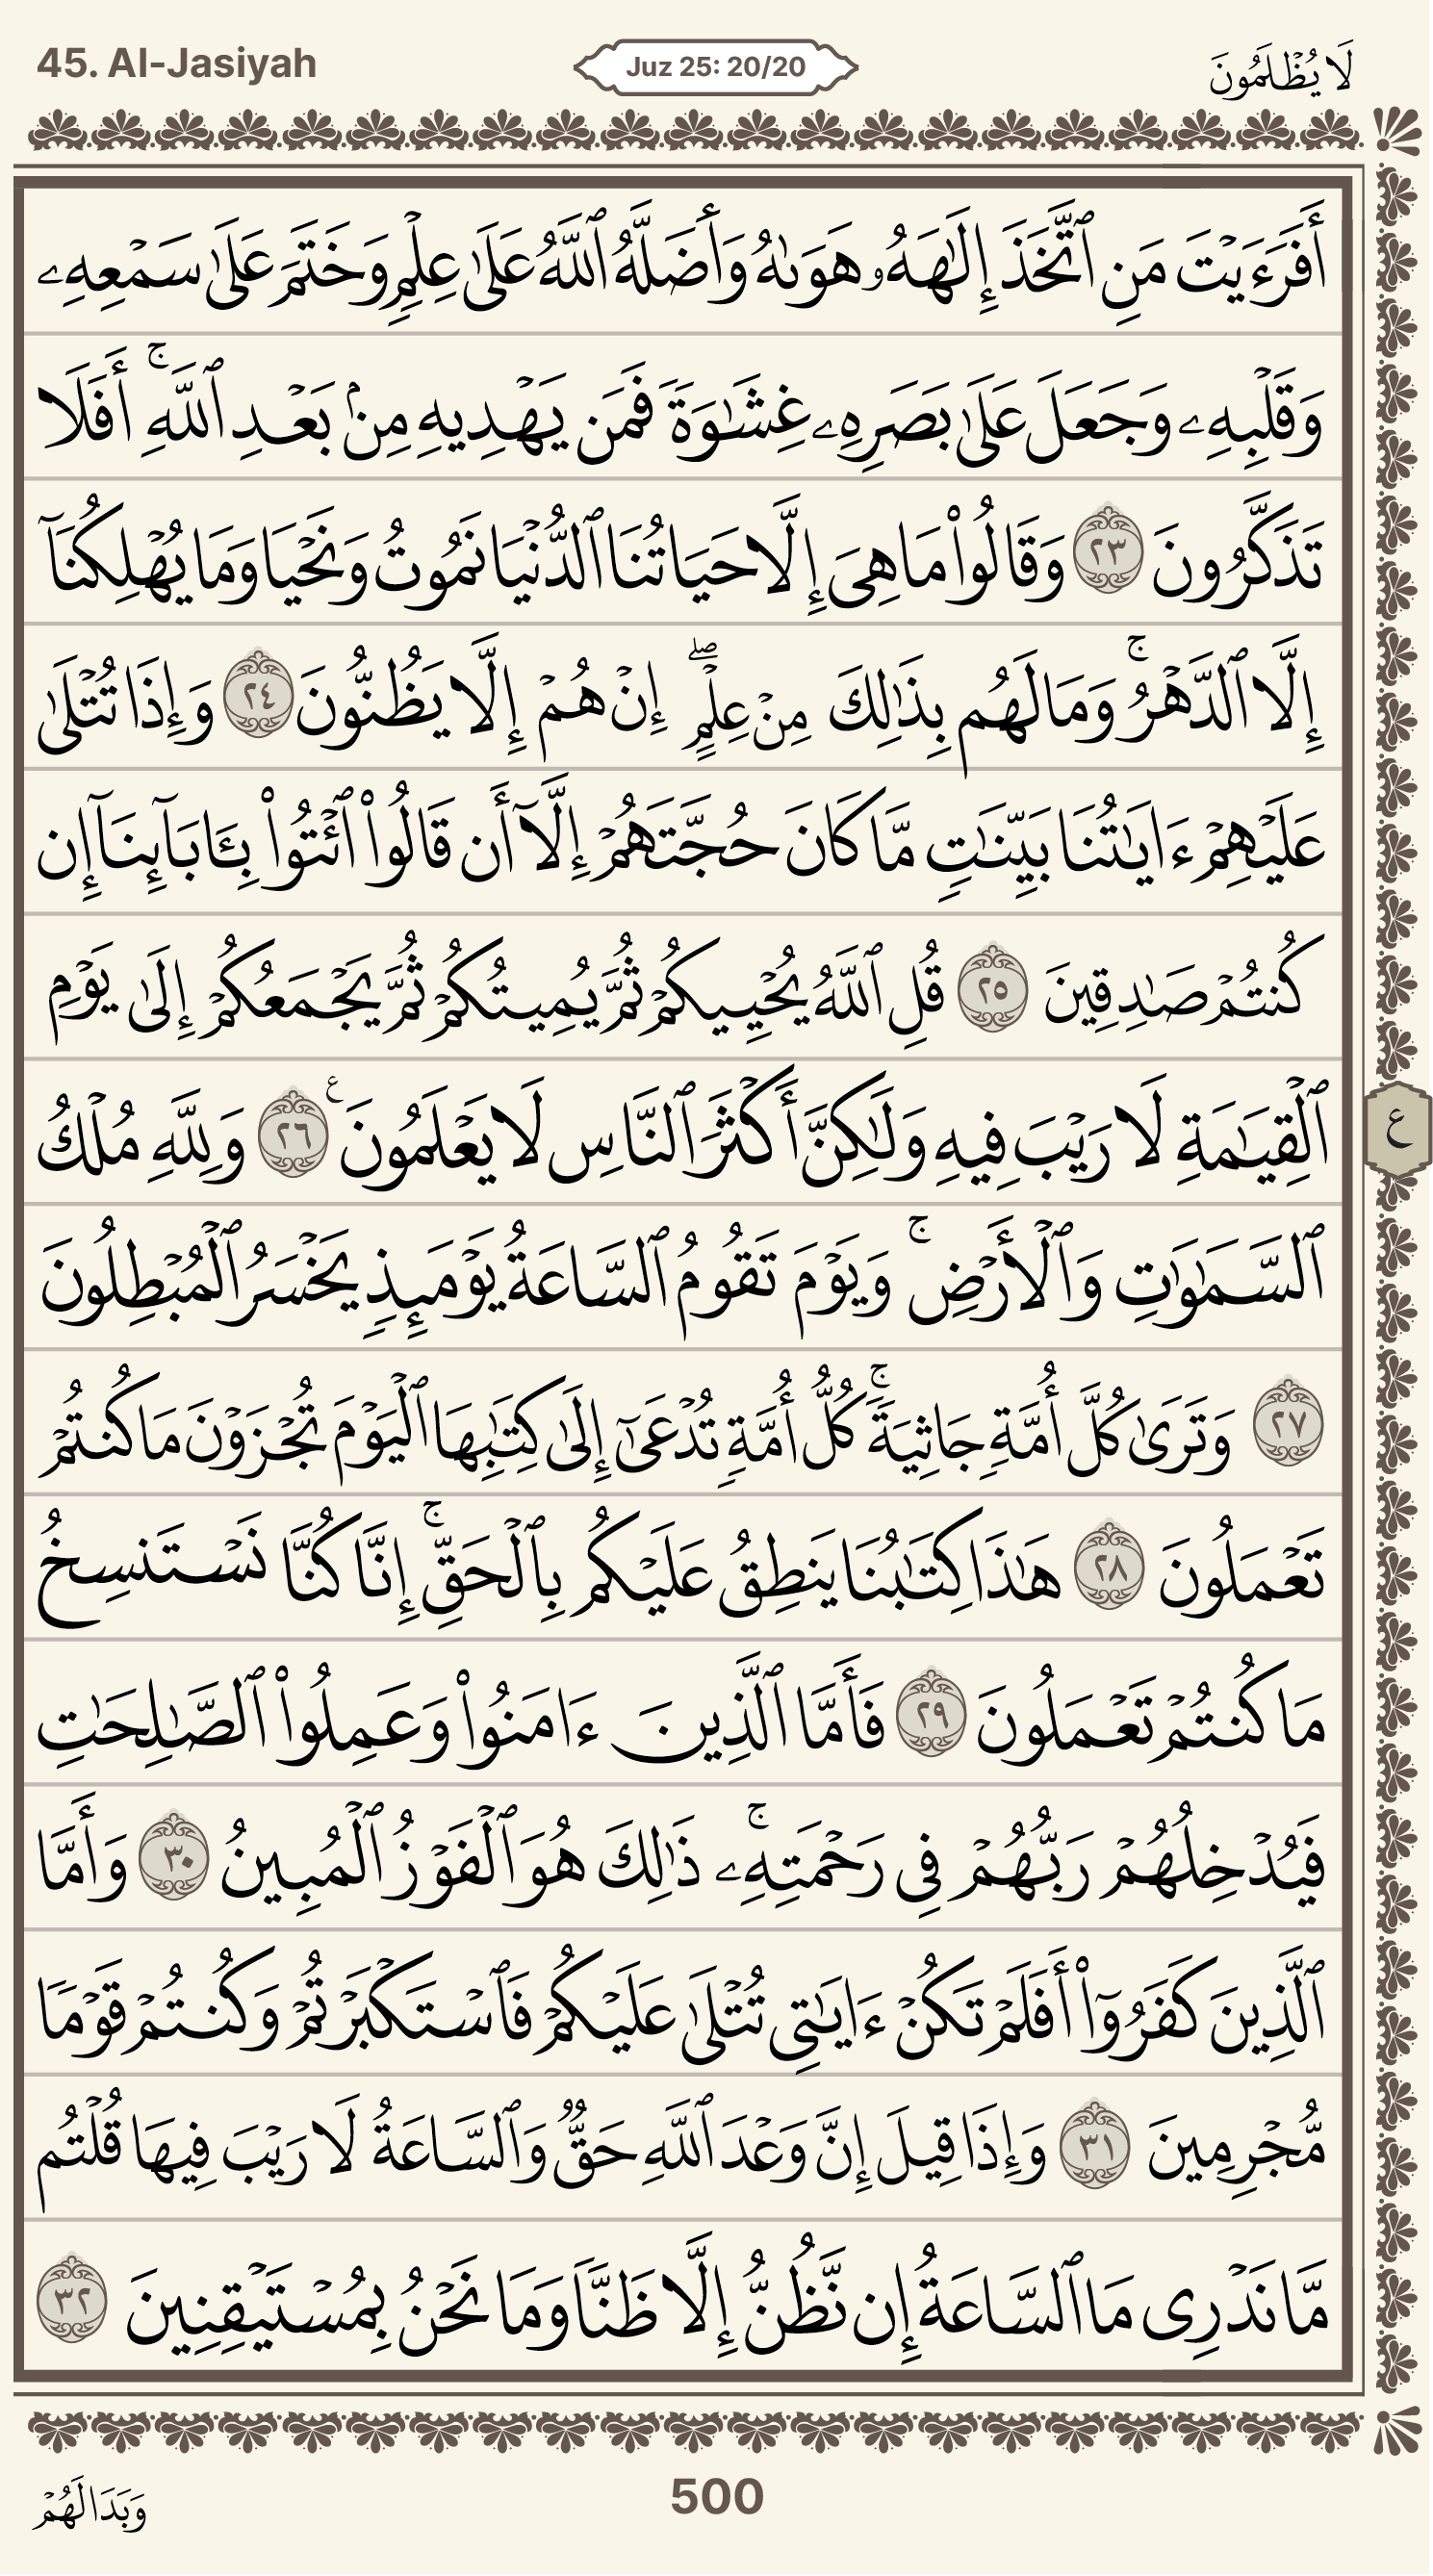 45. Al-Jasiyah
Juz 25: 20/20
لَا يُظْلَمُونَ
أَفَرَءَيْتَ مَنِ ٱتَّخَذَ إِلَٰهَهُۥ هَوَىٰهُ وَأَضَلَّهُ ٱللَّهُ عَلَىٰ عِلْمٍ وَخَتَمَ عَلَىٰ سَمْعِهِۦ
وَقَلْبِهِۦ وَجَعَلَ عَلَىٰ بَصَرِهِۦ غِشَٰوَةً فَمَن يَهْدِيهِ مِنۢ بَعْدِ ٱللَّهِ ۚ أَفَلَا
تَذَكَّرُونَ ٢٣ وَقَالُوا۟ مَا هِىَ إِلَّا حَيَاتُنَا ٱلدُّنْيَا نَمُوتُ وَنَحْيَا وَمَا يُهْلِكُنَآ
إِلَّا ٱلدَّهْرُ ۚ وَمَا لَهُم بِذَٰلِكَ مِنْ عِلْمٍ ۖ إِنْ هُمْ إِلَّا يَظُنُّونَ ٢٤ وَإِذَا تُتْلَىٰ
عَلَيْهِمْ ءَايَٰتُنَا بَيِّنَٰتٍ مَّا كَانَ حُجَّتَهُمْ إِلَّآ أَن قَالُوا۟ ٱئْتُوا۟ بِـَٔابَآئِنَآ إِن
كُنتُمْ صَٰدِقِينَ ٢٥ قُلِ ٱللَّهُ يُحْيِيكُمْ ثُمَّ يُمِيتُكُمْ ثُمَّ يَجْمَعُكُمْ إِلَىٰ يَوْمِ
ٱلْقِيَٰمَةِ لَا رَيْبَ فِيهِ وَلَٰكِنَّ أَكْثَرَ ٱلنَّاسِ لَا يَعْلَمُونَ ع ٢٦ وَلِلَّهِ مُلْكُ
ع
ٱلسَّمَٰوَٰتِ وَٱلْأَرْضِ ۚ وَيَوْمَ تَقُومُ ٱلسَّاعَةُ يَوْمَئِذٍ يَخْسَرُ ٱلْمُبْطِلُونَ
٢٧ وَتَرَىٰ كُلَّ أُمَّةٍ جَاثِيَةً ۚ كُلُّ أُمَّةٍ تُدْعَىٰٓ إِلَىٰ كِتَٰبِهَا ٱلْيَوْمَ تُجْزَوْنَ مَا كُنتُمْ
تَعْمَلُونَ ٢٨ هَٰذَا كِتَٰبُنَا يَنطِقُ عَلَيْكُم بِٱلْحَقِّ ۚ إِنَّا كُنَّا نَسْتَنسِخُ
مَا كُنتُمْ تَعْمَلُونَ ٢٩ فَأَمَّا ٱلَّذِينَ ءَامَنُوا۟ وَعَمِلُوا۟ ٱلصَّٰلِحَٰتِ
فَيُدْخِلُهُمْ رَبُّهُمْ فِى رَحْمَتِهِۦ ۚ ذَٰلِكَ هُوَ ٱلْفَوْزُ ٱلْمُبِينُ ٣٠ وَأَمَّا
ٱلَّذِينَ كَفَرُوٓا۟ أَفَلَمْ تَكُنْ ءَايَٰتِى تُتْلَىٰ عَلَيْكُمْ فَٱسْتَكْبَرْتُمْ وَكُنتُمْ قَوْمًا
مُّجْرِمِينَ ٣١ وَإِذَا قِيلَ إِنَّ وَعْدَ ٱللَّهِ حَقٌّ وَٱلسَّاعَةُ لَا رَيْبَ فِيهَا قُلْتُم
مَّا نَدْرِى مَا ٱلسَّاعَةُ إِن نَّظُنُّ إِلَّا ظَنًّا وَمَا نَحْنُ بِمُسْتَيْقِنِينَ ٣٢
وَبَدَا لَهُمْ
500